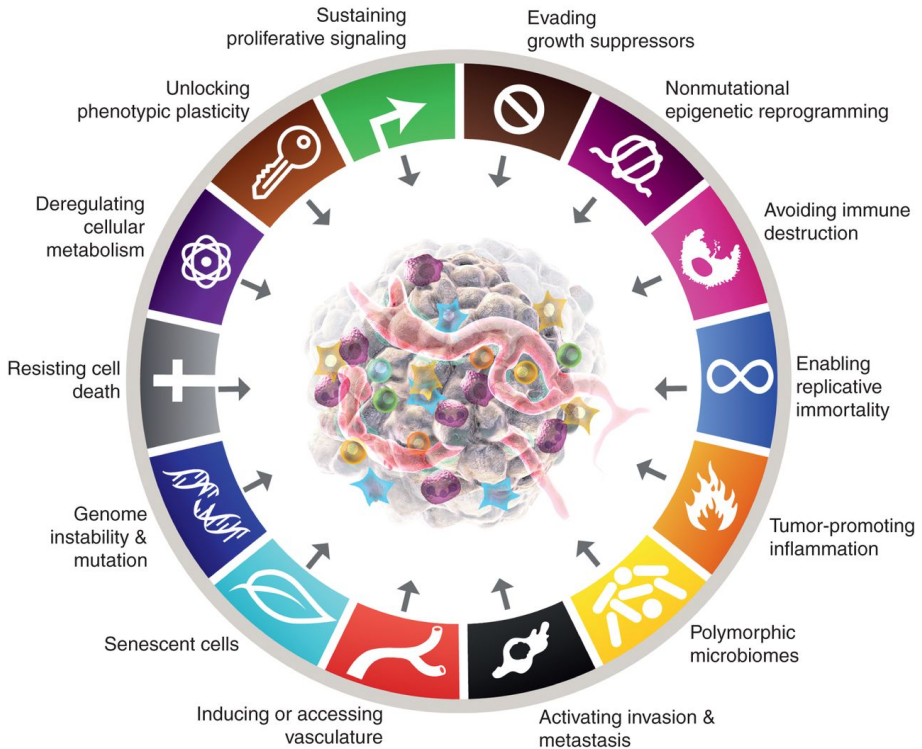 Sustaining
proliferative signaling
Evading
growth suppressors
Nonmutational
epigenetic reprogramming
Avoiding immune
destruction
Enabling
replicative
immortality
Tumor-promoting
inflammation
Polymorphic
microbiomes
Activating invasion &
metastasis
Inducing or accessing
vasculature
Senescent cells
Genome
instability &
mutation
Resisting cell
death
Deregulating
cellular
metabolism
Unlocking
phenotypic plasticity